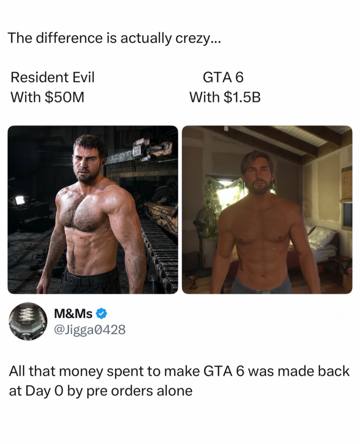 The difference is actually crezy...
Resident Evil
With $50M
GTA 6
With $1.5B
M&Ms
@Jigga0428
All that money spent to make GTA 6 was made back
at Day 0 by pre orders alone